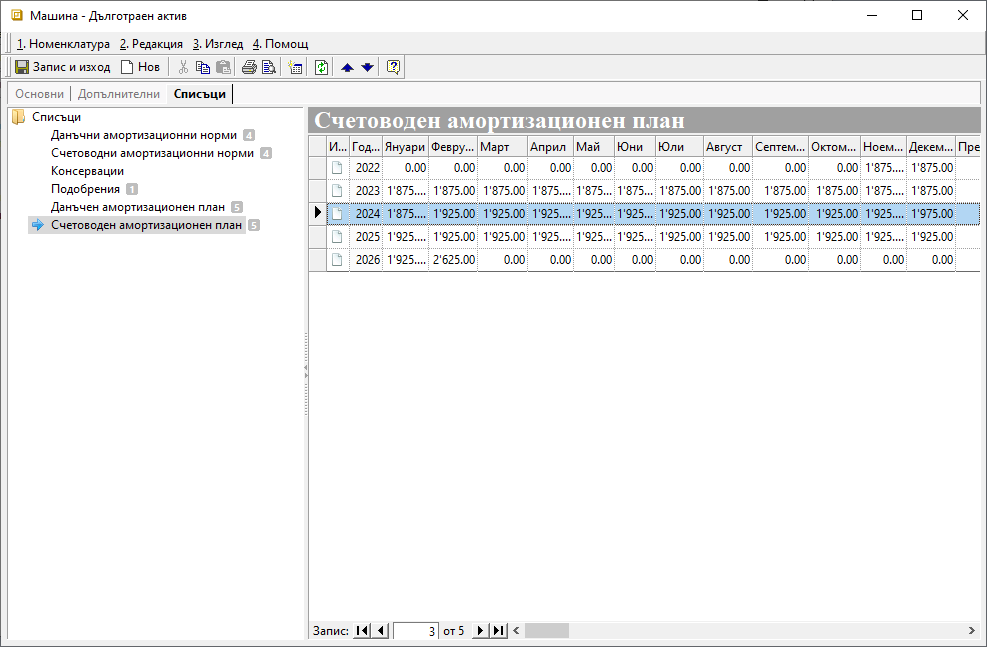 Машина - Дълготраен актив
1. Номенклатура 2. Редакция 3. Изглед 4. Помощ
Запис и изход Нов
Основни Допълнителни Списъци
Списъци
Данъчни амортизационни норми 4
Счетоводни амортизационни норми 4
Консервации
Подобрения 1
Данъчен амортизационен план 5
Счетоводен амортизационен план 5
Счетоводен амортизационен план
И... Год... Януари Февру... Март Април Май Юни Юли Август Септем... Октом... Ноем... Декем... Пре
2022 0.00 0.00 0.00 0.00 0.00 0.00 0.00 0.00 0.00 0.00 1'875.... 1'875.00
2023 1'875.... 1'875.00 1'875.00 1'875.... 1'875.... 1'875.... 1'875.00 1'875.00 1'875.00 1'875.00 1'875.... 1'875.00
2024 1'875.... 1'925.00 1'925.00 1'925.... 1'925.... 1'925.... 1'925.00 1'925.00 1'925.00 1'925.00 1'925.... 1'975.00
2025 1'925.... 1'925.00 1'925.00 1'925.... 1'925.... 1'925.... 1'925.00 1'925.00 1'925.00 1'925.00 1'925.... 1'925.00
2026 1'925.... 2'625.00 0.00 0.00 0.00 0.00 0.00 0.00 0.00 0.00 0.00 0.00
Запис: 3 от 5